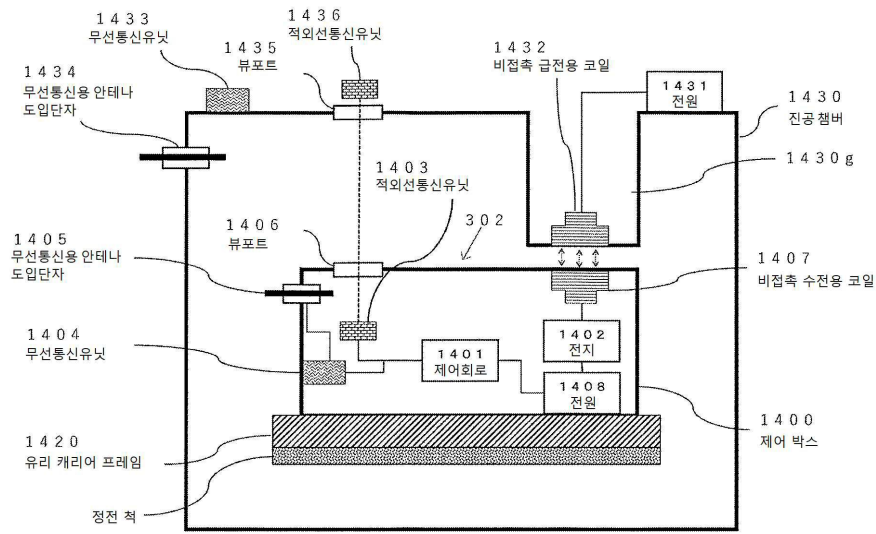 1433
무선통신유닛
1436
적외선통신유닛
1435
뷰포트
1432
비접촉 급전용 코일
1434
무선통신용 안테나
도입단자
1431
전원
1430
진공 챔버
1430g
1403
적외선통신유닛
1406
뷰포트
302
1405
무선통신용 안테나
도입단자
1407
비접촉 수전용 코일
1404
무선통신유닛
1401
제어회로
1402
전지
1408
전원
1400
제어 박스
1420
유리 캐리어 프레임
정전 척